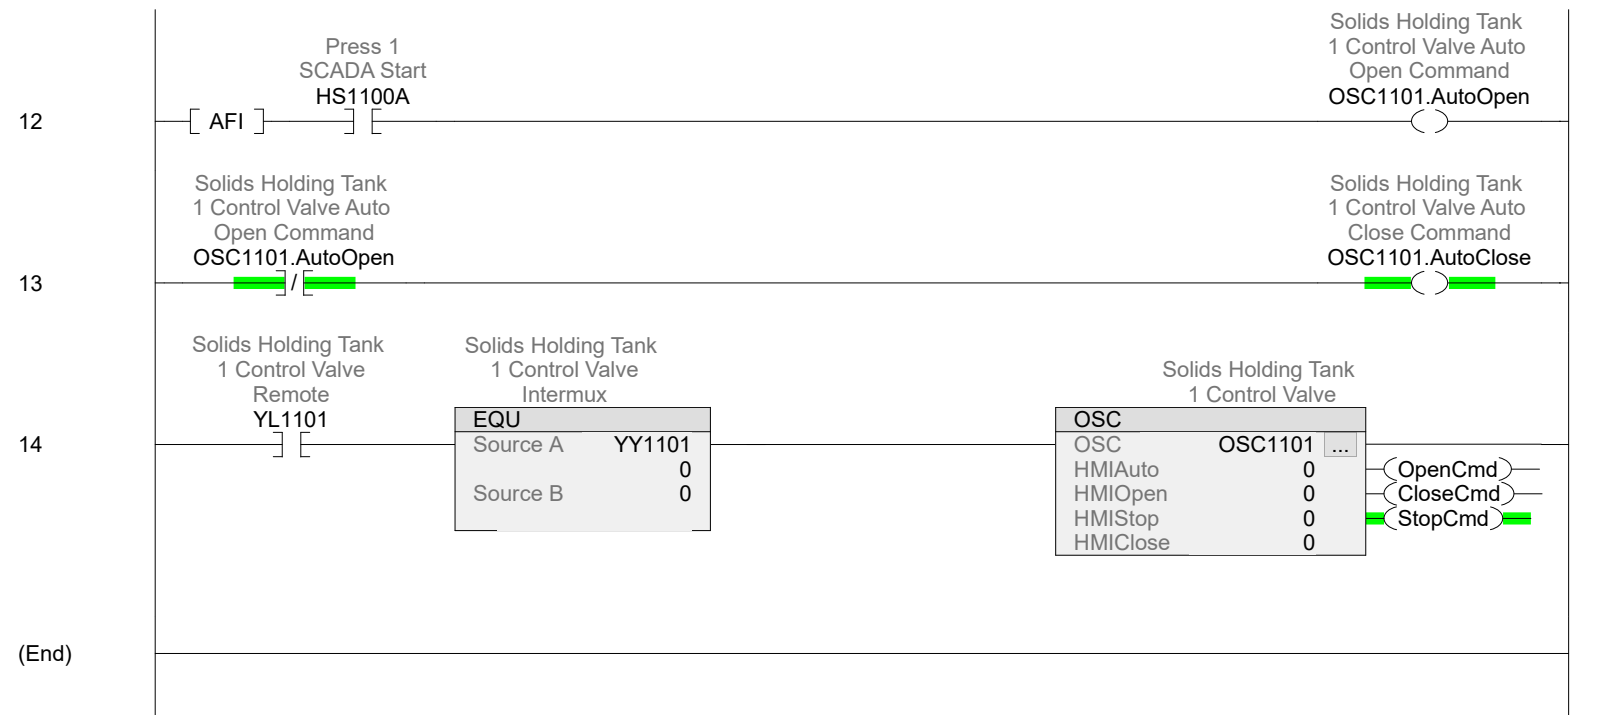 Solids Holding Tank
1 Control Valve Auto
Open Command
OSC1101.AutoOpen
Press 1
SCADA Start
HS1100A
12
AFI
Solids Holding Tank
1 Control Valve Auto
Open Command
OSC1101.AutoOpen
Solids Holding Tank
1 Control Valve Auto
Close Command
OSC1101.AutoClose
13
/
Solids Holding Tank
1 Control Valve
Remote
YL1101
Solids Holding Tank
1 Control Valve
Intermux
Solids Holding Tank
1 Control Valve
14
EQU
Source A YY1101
0
Source B 0
OSC
OSC OSC1101 ...
HMIAuto 0
HMIOpen 0
HMIStop 0
HMIClose 0
OpenCmd
CloseCmd
StopCmd
(End)